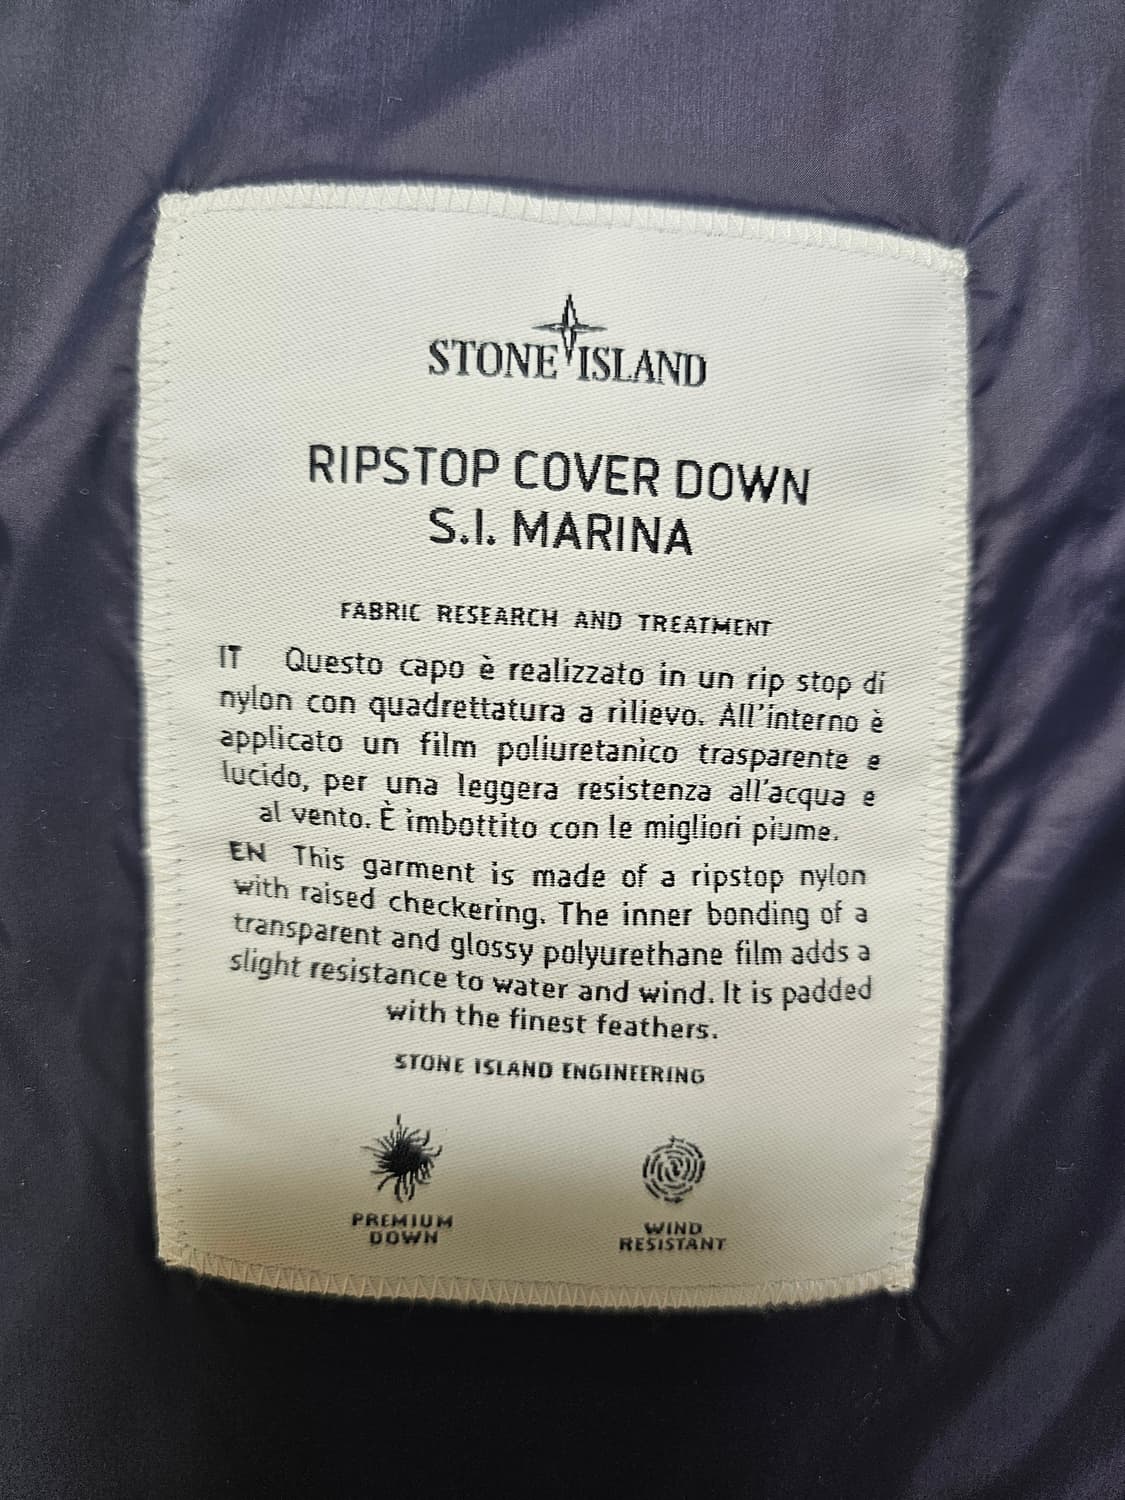 STONE ISLAND
RIPSTOP COVER DOWN
S.I. MARINA
FABRIC RESEARCH AND TREATMENT
IT Questo capo è realizzato in un rip stop di
nylon con quadrettatura a rilievo. All'interno è
applicato un film poliuretanico trasparente e
lucido, per una leggera resistenza all'acqua e
al vento. È imbottito con le migliori piume.
EN This garment is made of a ripstop nylon
with raised checkering. The inner bonding of a
transparent and glossy polyurethane film adds a
slight resistance to water and wind. It is padded
with the finest feathers.
STONE ISLAND ENGINEERING
PREMIUM
DOWN
WIND
RESISTANT